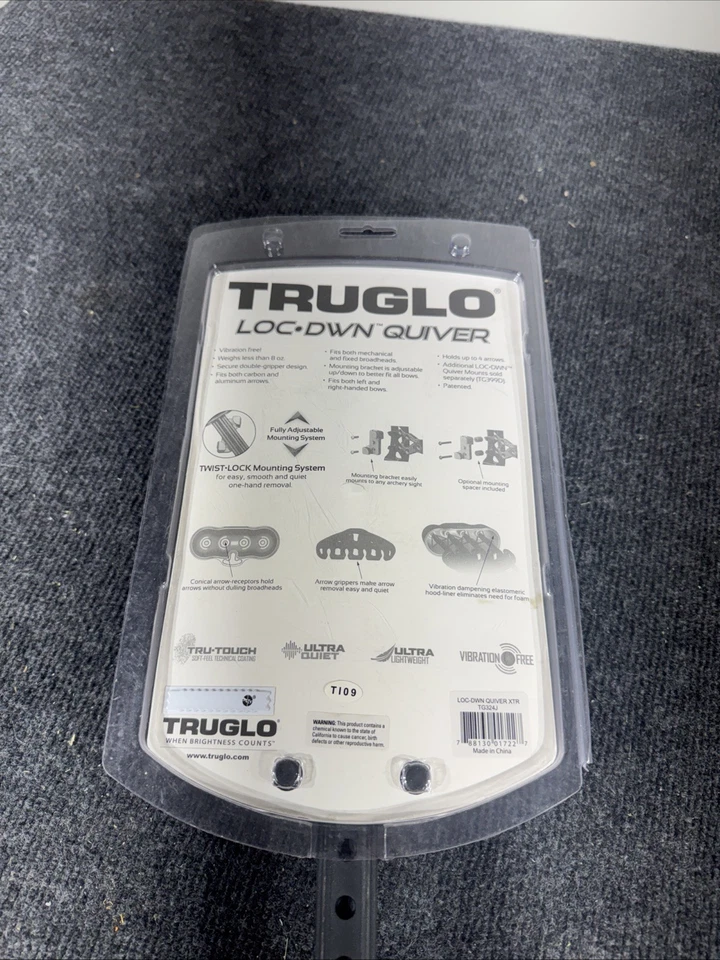 TRUGLO®
LOC•DWN™ QUIVER
• Vibration free!
• Weighs less than 8 oz.
• Secure double-gripper design.
• Fits both carbon and
aluminum arrows.
• Fits both mechanical
and fixed broadheads.
• Mounting bracket is adjustable
up/down to better fit all bows.
• Fits both left and
right-handed bows.
• Holds up to arrows.
• Additional LOC•DWN™
Quiver Mounts sold
separately (TG399D)
• Patented.
Fully Adjustable
Mounting System
TWIST•LOCK Mounting System
for easy, smooth and quiet
one-hand removal.
Mounting bracket easily
mounts to any archery sight
Optional mounting
spacer included
Conical arrow-receptors hold
arrows without dulling broadheads
Arrow grippers make arrow
removal easy and quiet
Vibration dampening elastomeric
hood-liner eliminates need for foam
TRU•TOUCH
SOFT-FEEL TECHNICAL COATING
ULTRA
QUIET
ULTRA
LIGHTWEIGHT
VIBRATION FREE
TI09
TRUGLO®
WHEN BRIGHTNESS COUNTS™
www.truglo.com
WARNING: This product contains a
chemical known to the state of
California to cause cancer, birth
defects or other reproductive harm.
LOC-DWN QUIVER XTR
TG324J
7 88130 01722 7
Made in China